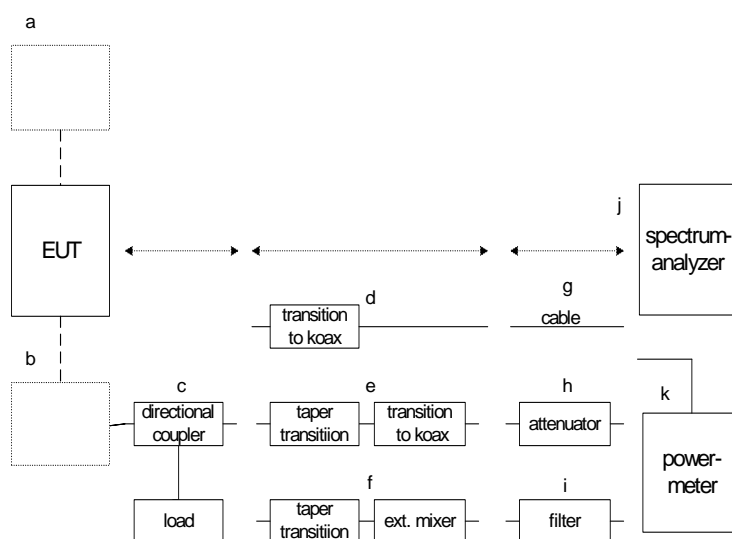 a
EUT
j
spectrum-
analyzer
d
transition
to koax
g
cable
b
c
directional
coupler
e
taper
transitiion
transition
to koax
h
attenuator
k
power-
meter
load
f
taper
transitiion
ext. mixer
i
filter